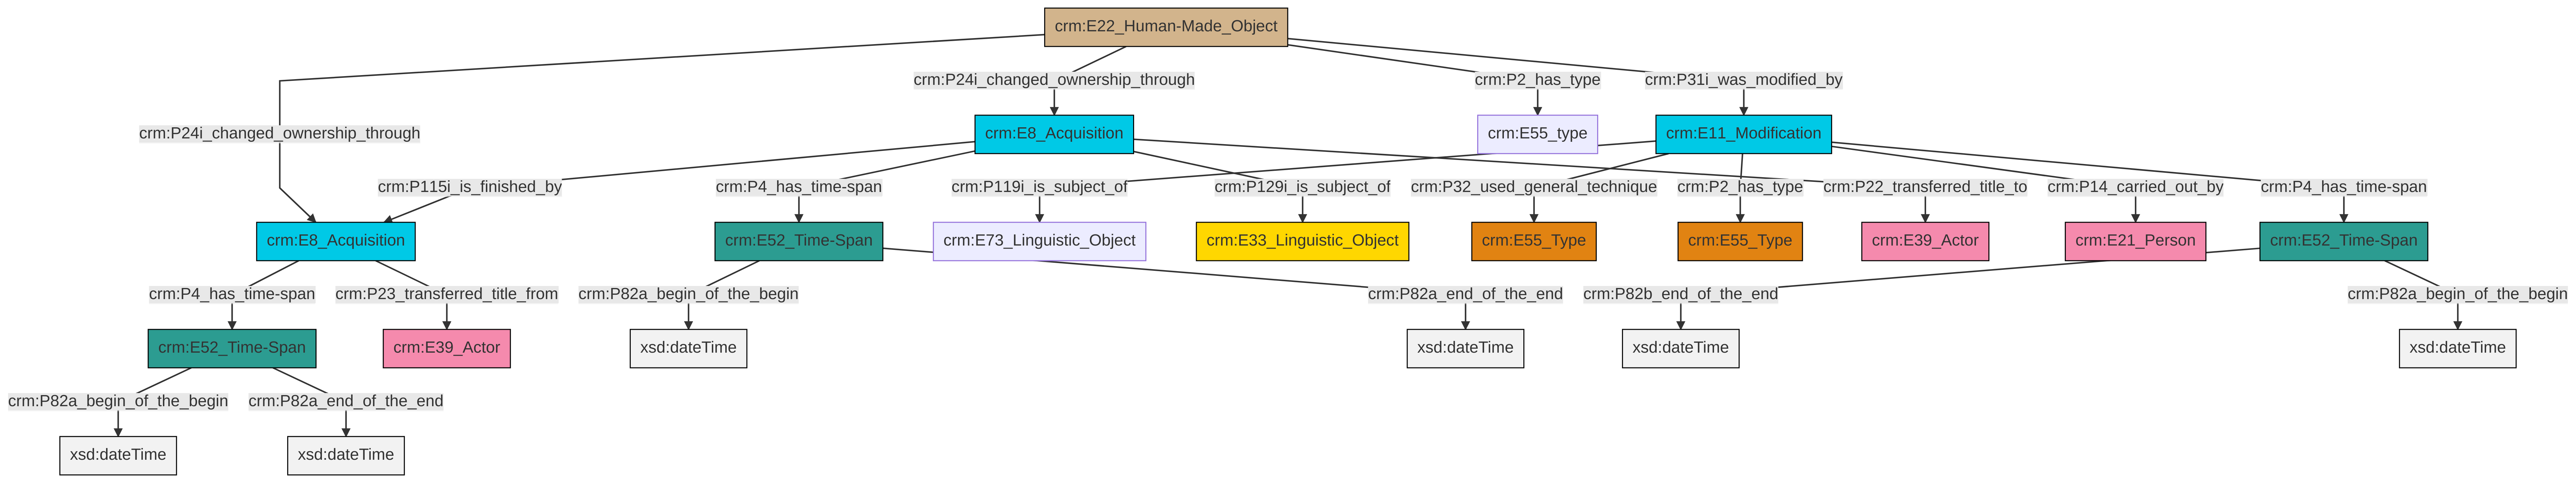 crm:E22_Human-Made_Object
crm:P24i_changed_ownership_through
crm:P2_has_type
crm:P31i_was_modified_by
crm:P24i_changed_ownership_through
crm:E8_Acquisition
crm:E55_type
crm:E11_Modification
crm:P115i_is_finished_by
crm:P4_has_time-span
crm:P119i_is_subject_of
crm:P129i_is_subject_of
crm:P32_used_general_technique
crm:P2_has_type
crm:P22_transferred_title_to
crm:P14_carried_out_by
crm:P4_has_time-span
crm:E8_Acquisition
crm:E52_Time-Span
crm:E73_Linguistic_Object
crm:E33_Linguistic_Object
crm:E55_Type
crm:E55_Type
crm:E39_Actor
crm:E21_Person
crm:E52_Time-Span
crm:P4_has_time-span
crm:P23_transferred_title_from
crm:P82a_begin_of_the_begin
crm:P82a_end_of_the_end
crm:P82b_end_of_the_end
crm:P82a_begin_of_the_begin
crm:E52_Time-Span
crm:E39_Actor
xsd:dateTime
xsd:dateTime
xsd:dateTime
xsd:dateTime
crm:P82a_begin_of_the_begin
crm:P82a_end_of_the_end
xsd:dateTime
xsd:dateTime